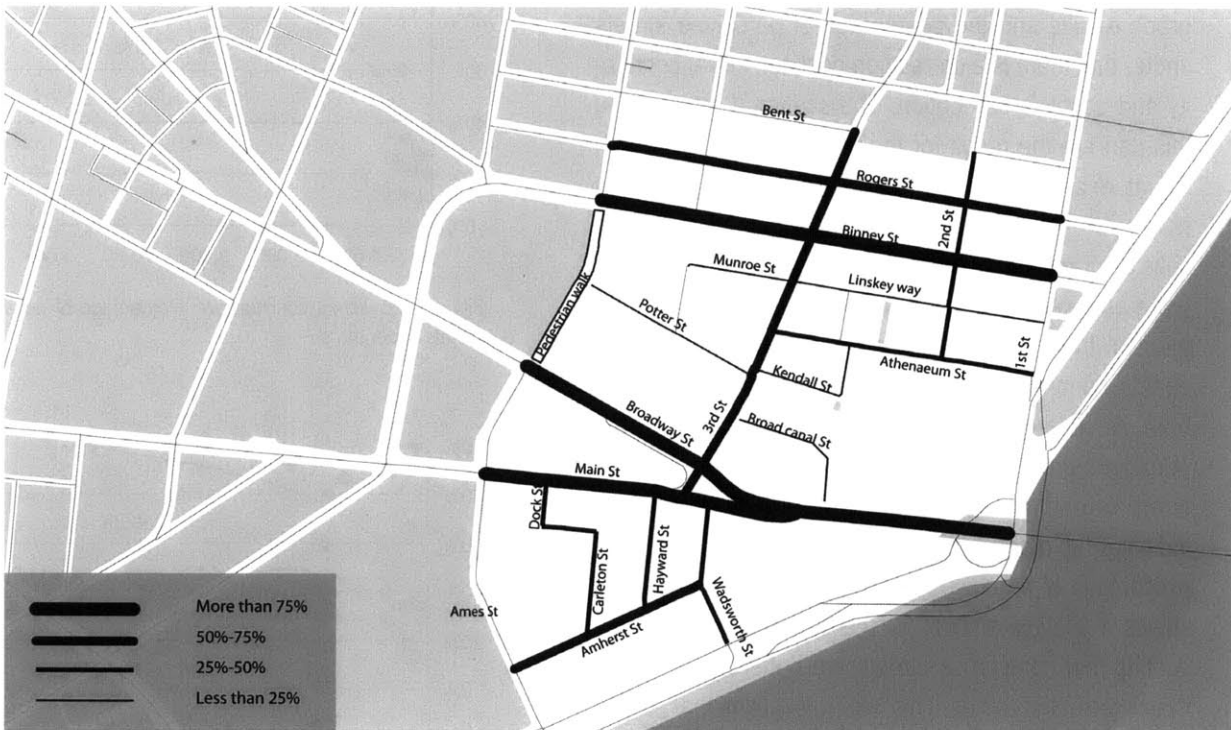 Bent St
Rogers St
2nd St
Binney St
Munroe St
Linskey way
Pedestrian walk
Potter St
1st St
Athenaeum St
Kendall St
3rd St
Broadway St
Broad canal St
Main St
Dock St
Hayward St
Carleton St
Wadsworth St
Ames St
Amherst St
More than 75%
50%-75%
25%-50%
Less than 25%